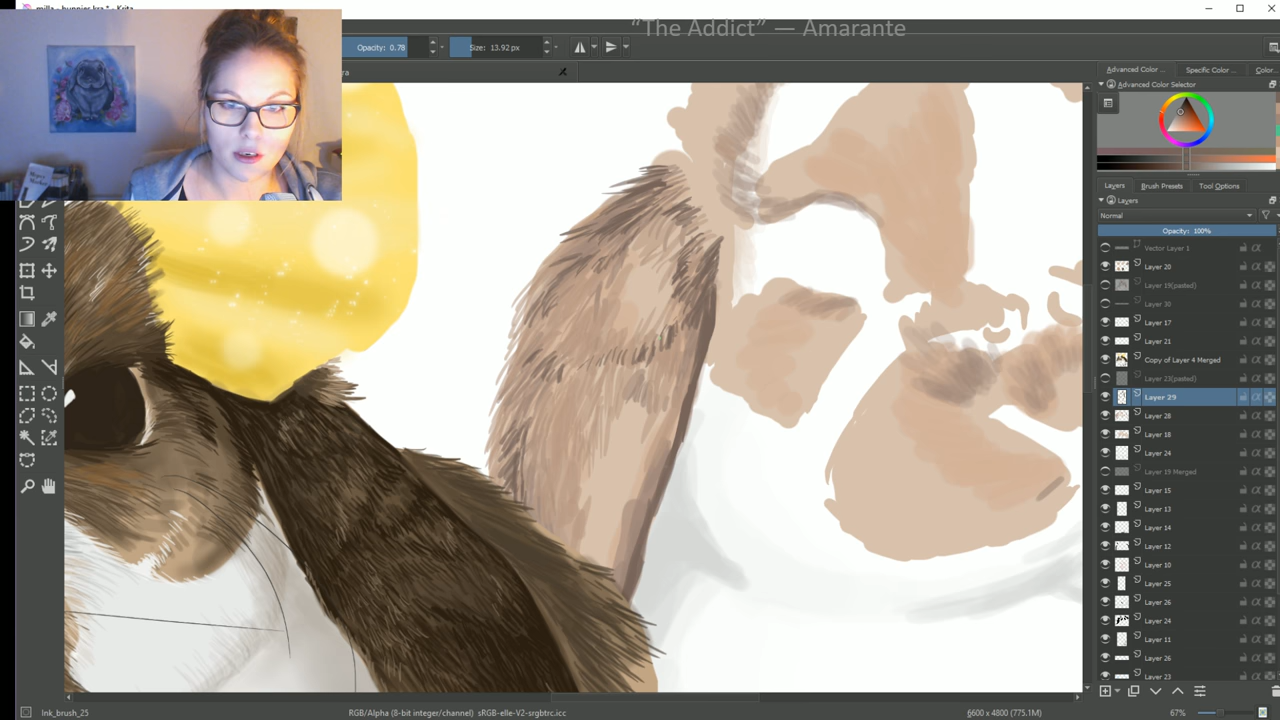 milla - bunnies.kra * - Krita
"The Addict" — Amarante
Opacity: 0.78
Size: 13.92 px
ra
Advanced Color ...
Specific Color ...
Color...
Advanced Color Selector
Layers
Brush Presets
Tool Options
Layers
Normal
Opacity: 100%
Vector Layer 1
Layer 20
Layer 19(pasted)
Layer 30
Layer 17
Layer 21
Copy of Layer 4 Merged
Layer 23(pasted)
Layer 29
Layer 28
Layer 18
Layer 24
Layer 19 Merged
Layer 15
Layer 13
Layer 14
Layer 12
Layer 10
Layer 25
Layer 26
Layer 24
Layer 11
Layer 26
Layer 23
Ink_brush_25
RGB/Alpha (8-bit integer/channel) sRGB-elle-V2-srgbtrc.icc
6600 x 4800 (775.1M)
67%